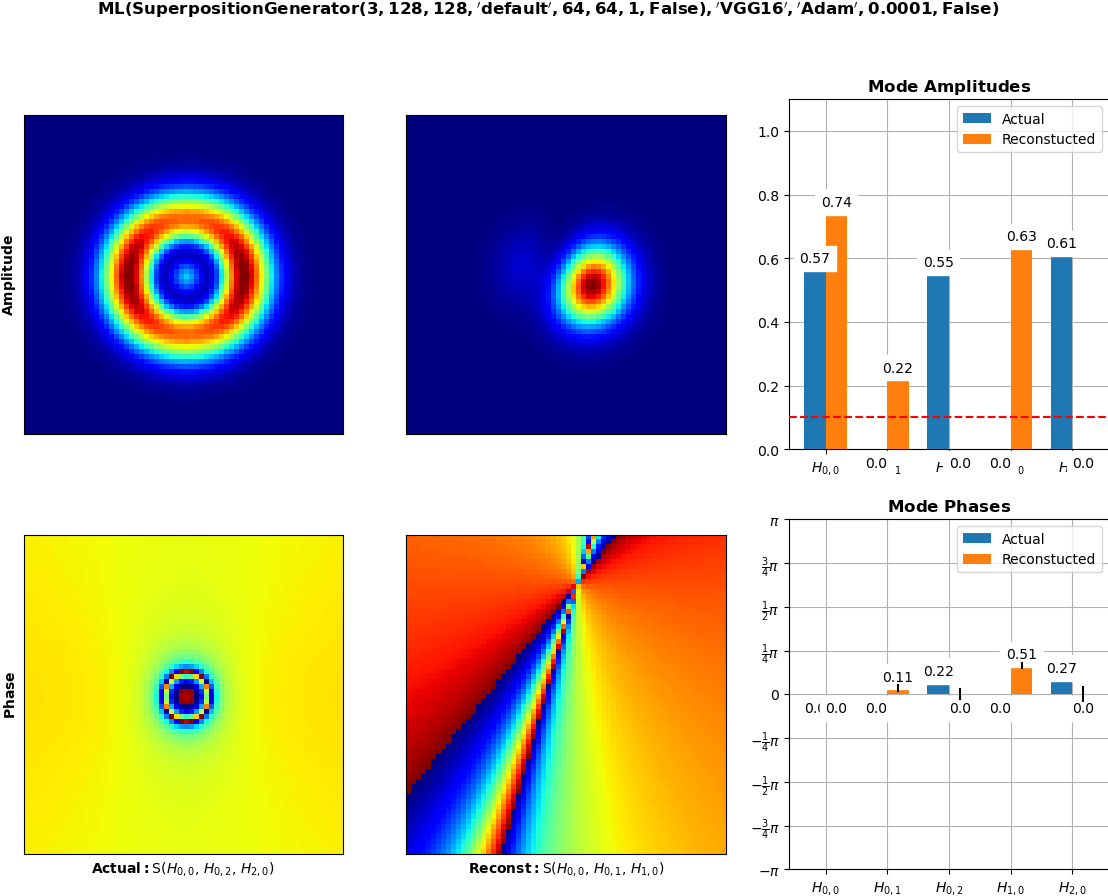 ML(SuperpositionGenerator(3, 128, 128, 'default', 64, 64, 1, False), 'VGG16', 'Adam', 0.0001, False)
Amplitude
Mode Amplitudes
Actual
Reconstucted
1.0
0.8
0.6
0.4
0.2
0.0
0.57
0.74
0.22
0.55
0.63
0.61
0.0
0.0
0.0
0.0
H0,0
1
0
Phase
Actual: S(H0,0, H0,2, H2,0)
Reconst: S(H0,0, H0,1, H1,0)
Mode Phases
Actual
Reconstucted
π
3/4π
1/2π
1/4π
0
−1/4π
−1/2π
−3/4π
−π
0.0
0.0
0.11
0.22
0.0
0.0
0.51
0.27
0.0
H0,0
H0,1
H0,2
H1,0
H2,0